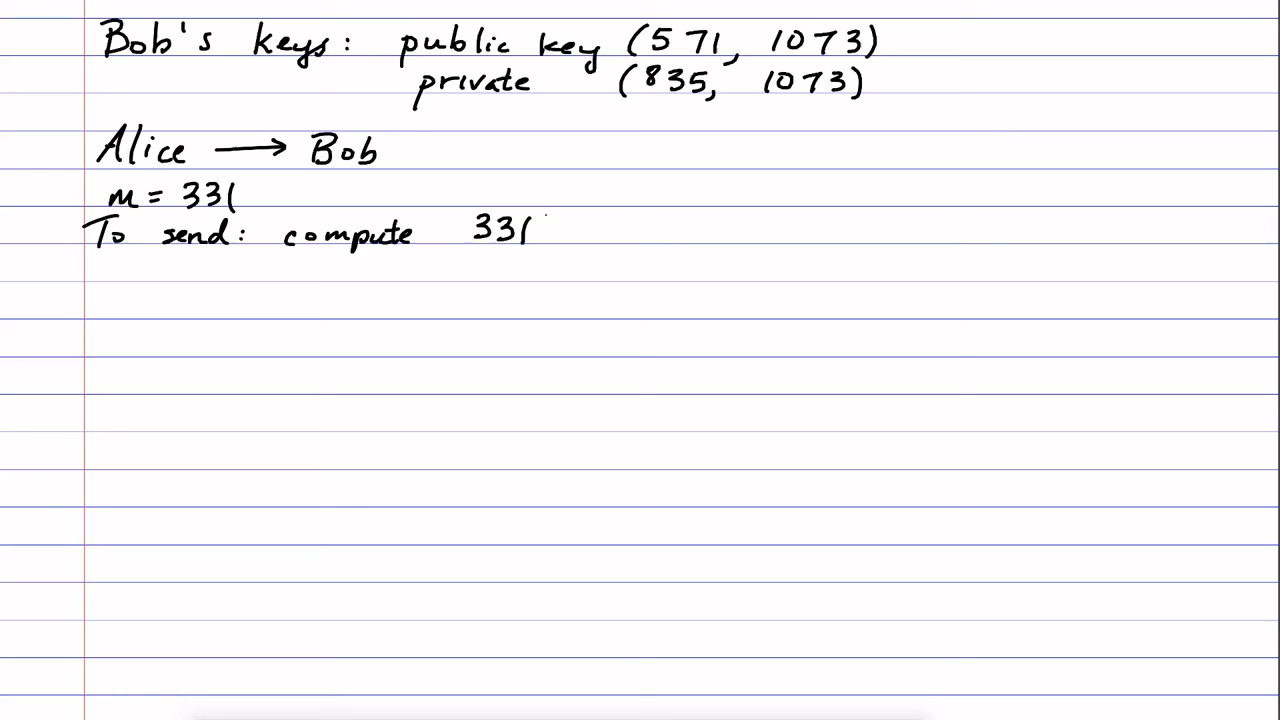 Bob's keys: public key (571, 1073)
private (835, 1073)
Alice → Bob
m = 331
To send: compute 331